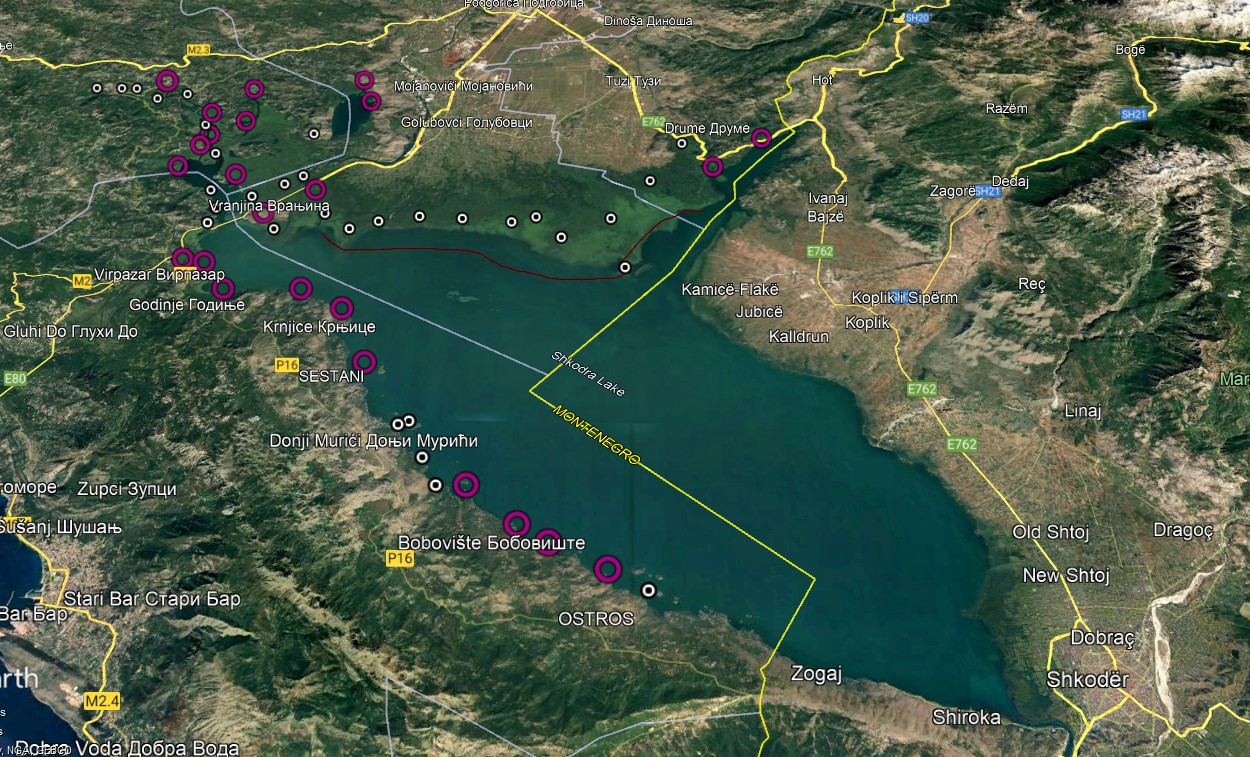 Podgorica Подгорица
Dinoša Диноша
SH20
M2.3
Bogë
Mojanovići Мојановићи
Tuzi Тузи
Hot
Razëm
SH21
Golubovci Голубовци
E762
Drume Друме
Zagorë
SH21
Dedaj
Vranjina Врањина
Ivanaj
Bajzë
E762
Virpazar Вирпазар
M2
Godinje Годиње
Kamicë-Flakë
Jubicë
Koplik i Sipërm
Reç
Gluhi Do Глухи До
Krnjice Крњице
Koplik
Kalldrun
P16
SESTANI
E80
Shkodra Lake
MONTENEGRO
E762
Mar
Linaj
Donji Murići Доњи Мурићи
E762
Zupci Зупци
Sušanj Шушањ
Old Shtoj
Dragoç
Bobovište Бобовиште
P16
New Shtoj
Stari Bar Стари Бар
Bar Бар
OSTROS
Dobraç
Zogaj
Shkodër
M2.4
Shiroka
Dobra Voda Добра Вода